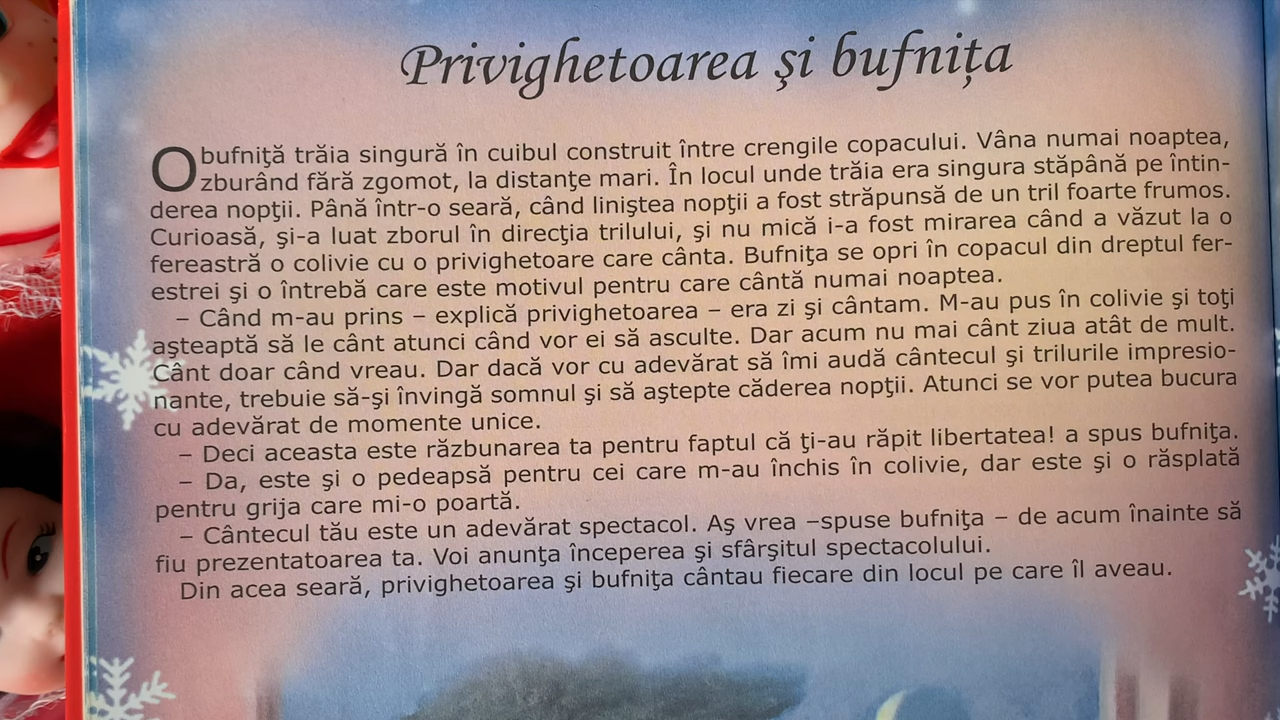 Privighetoarea şi bufniţa
O bufniţă trăia singură în cuibul construit între crengile copacului. Vâna numai noaptea,
zburând fără zgomot, la distanţe mari. În locul unde trăia era singura stăpână pe întin-
derea nopţii. Până într-o seară, când liniştea nopţii a fost străpunsă de un tril foarte frumos.
Curioasă, şi-a luat zborul în direcţia trilului, şi nu mică i-a fost mirarea când a văzut la o
fereastră o colivie cu o privighetoare care cânta. Bufniţa se opri în copacul din dreptul fer-
estrei şi o întrebă care este motivul pentru care cântă numai noaptea.
– Când m-au prins – explică privighetoarea – era zi şi cântam. M-au pus în colivie şi toţi
aşteaptă să le cânt atunci când vor ei să asculte. Dar acum nu mai cânt ziua atât de mult.
Cânt doar când vreau. Dar dacă vor cu adevărat să îmi audă cântecul şi trilurile impresio-
nante, trebuie să-şi învingă somnul şi să aştepte căderea nopţii. Atunci se vor putea bucura
cu adevărat de momente unice.
– Deci aceasta este răzbunarea ta pentru faptul că ţi-au răpit libertatea! a spus bufniţa.
– Da, este şi o pedeapsă pentru cei care m-au închis în colivie, dar este şi o răsplată
pentru grija care mi-o poartă.
– Cântecul tău este un adevărat spectacol. Aş vrea –spuse bufniţa – de acum înainte să
fiu prezentatoarea ta. Voi anunţa începerea şi sfârşitul spectacolului.
Din acea seară, privighetoarea şi bufniţa cântau fiecare din locul pe care îl aveau.